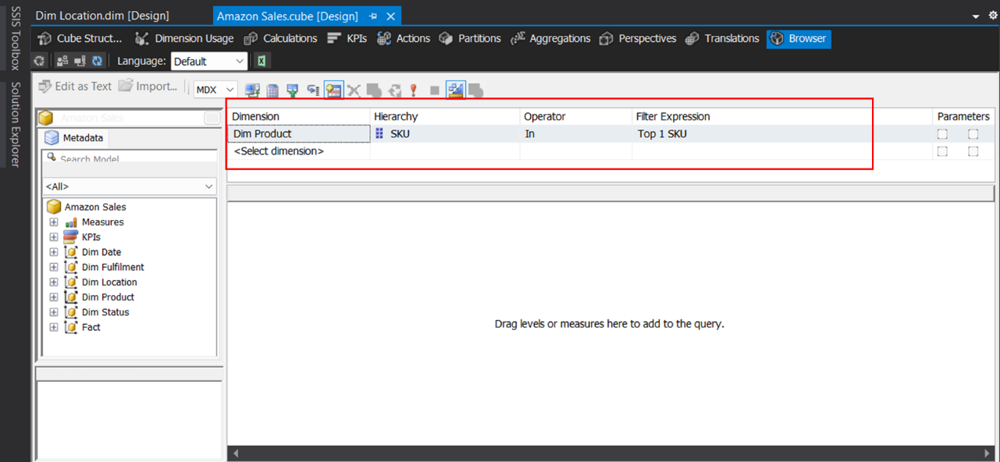 Dim Location.dim [Design] Amazon Sales.cube [Design]
Cube Struct... Dimension Usage Calculations KPIs Actions Partitions Aggregations Perspectives Translations Browser
Language: Default
Edit as Text Import... MDX
SSIS Toolbox
Solution Explorer
Amazon Sales
Metadata
Search Model
<All>
Amazon Sales
Measures
KPIs
Dim Date
Dim Fulfilment
Dim Location
Dim Product
Dim Status
Fact
Dimension Hierarchy Operator Filter Expression Parameters
Dim Product SKU In Top 1 SKU
<Select dimension>
Drag levels or measures here to add to the query.